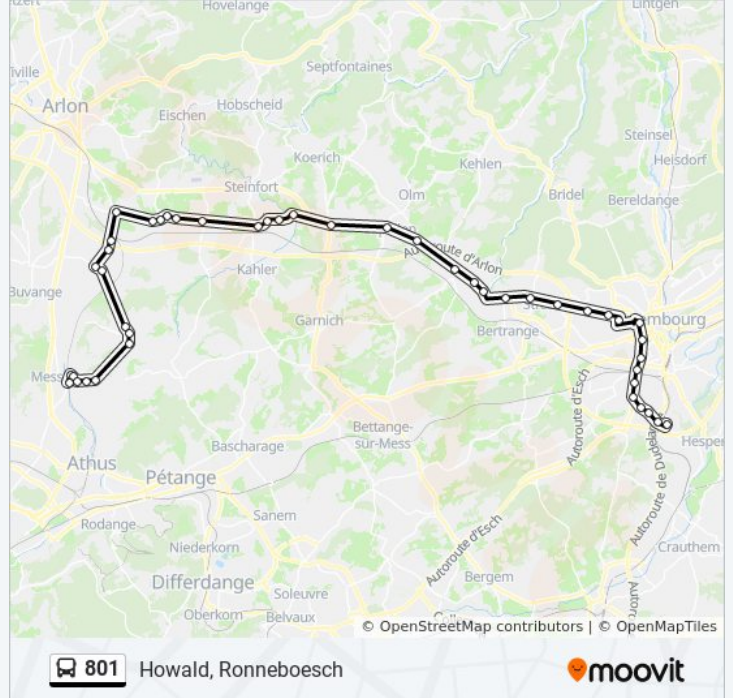 Hovelange
Lintgen
Septfontaines
Arlon
Hobscheid
Eischen
Steinsel
Koerich
Heisdorf
Kehlen
Steinfort
Olm
Bridel
Bereldange
Autoroute d'Arlon
Kahler
Buvange
Garnich
Bertrange
Mess
Autoroute d'Esch
Bettange-
sur-Mess
Bascharage
Hesper
Athus
Pétange
Autoroute de Dudela
Sanem
Rodange
Niederkorn
Autoroute d'Esch
Crauthem
Differdange
Soleuvre
Bergem
Oberkorn
Belvaux
© OpenStreetMap contributors | © OpenMapTiles
801 Howald, Ronneboesch
moovit